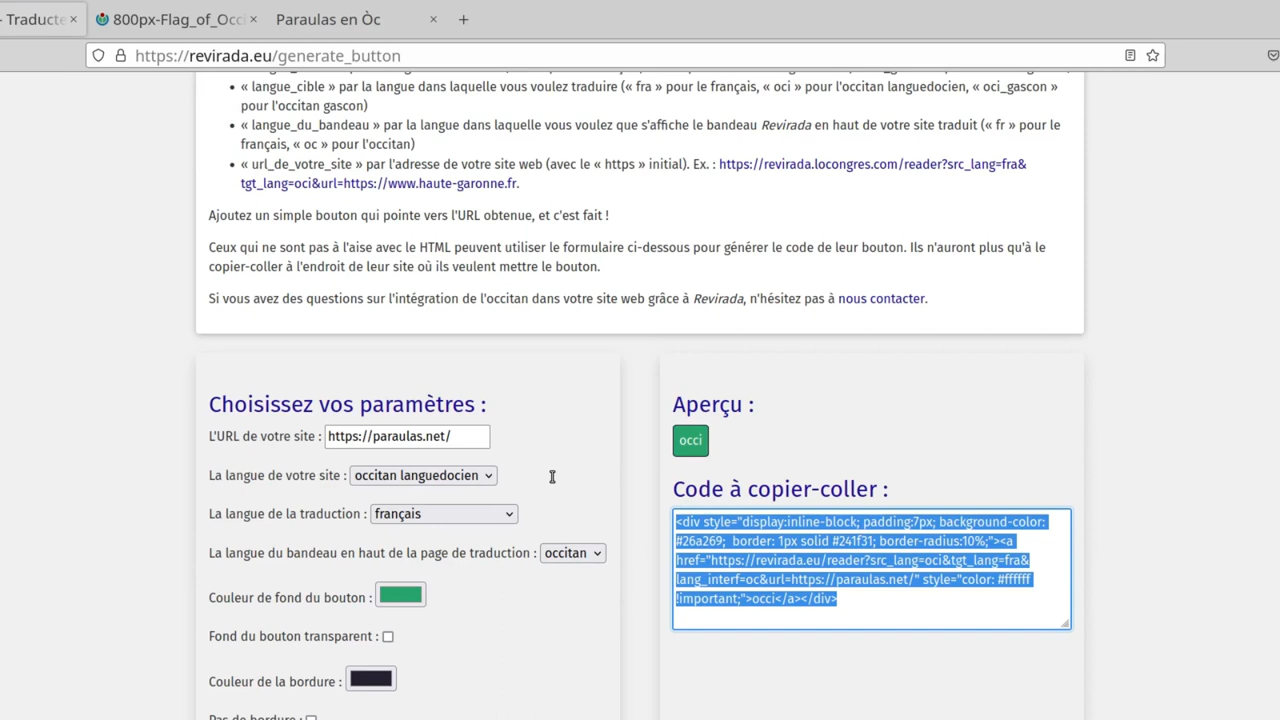 - Traducte
800px-Flag_of_Occi
Paraulas en Òc
https://revirada.eu/generate_button
• « langue_cible » par la langue dans laquelle vous voulez traduire (« fra » pour le français, « oci » pour l'occitan languedocien, « oci_gascon »
pour l'occitan gascon)
• « langue_du_bandeau » par la langue dans laquelle vous voulez que s'affiche le bandeau Revirada en haut de votre site traduit (« fr » pour le
français, « oc » pour l'occitan)
• « url_de_votre_site » par l'adresse de votre site web (avec le « https » initial). Ex. : https://revirada.locongres.com/reader?src_lang=fra&
tgt_lang=oci&url=https://www.haute-garonne.fr.
Ajoutez un simple bouton qui pointe vers l'URL obtenue, et c'est fait !
Ceux qui ne sont pas à l'aise avec le HTML peuvent utiliser le formulaire ci-dessous pour générer le code de leur bouton. Ils n'auront plus qu'à le
copier-coller à l'endroit de leur site où ils veulent mettre le bouton.
Si vous avez des questions sur l'intégration de l'occitan dans votre site web grâce à Revirada, n'hésitez pas à nous contacter.
Choisissez vos paramètres :
L'URL de votre site : https://paraulas.net/
La langue de votre site : occitan languedocien
La langue de la traduction : français
La langue du bandeau en haut de la page de traduction : occitan
Couleur de fond du bouton :
Fond du bouton transparent :
Couleur de la bordure :
Pas de bordure :
Aperçu :
occi
Code à copier-coller :
<div style="display:inline-block; padding:7px; background-color:
#26a269;  border: 1px solid #241f31; border-radius:10%;"><a
href="https://revirada.eu/reader?src_lang=oci&tgt_lang=fra&
lang_interf=oc&url=https://paraulas.net/" style="color: #ffffff
!important;">occi</a></div>